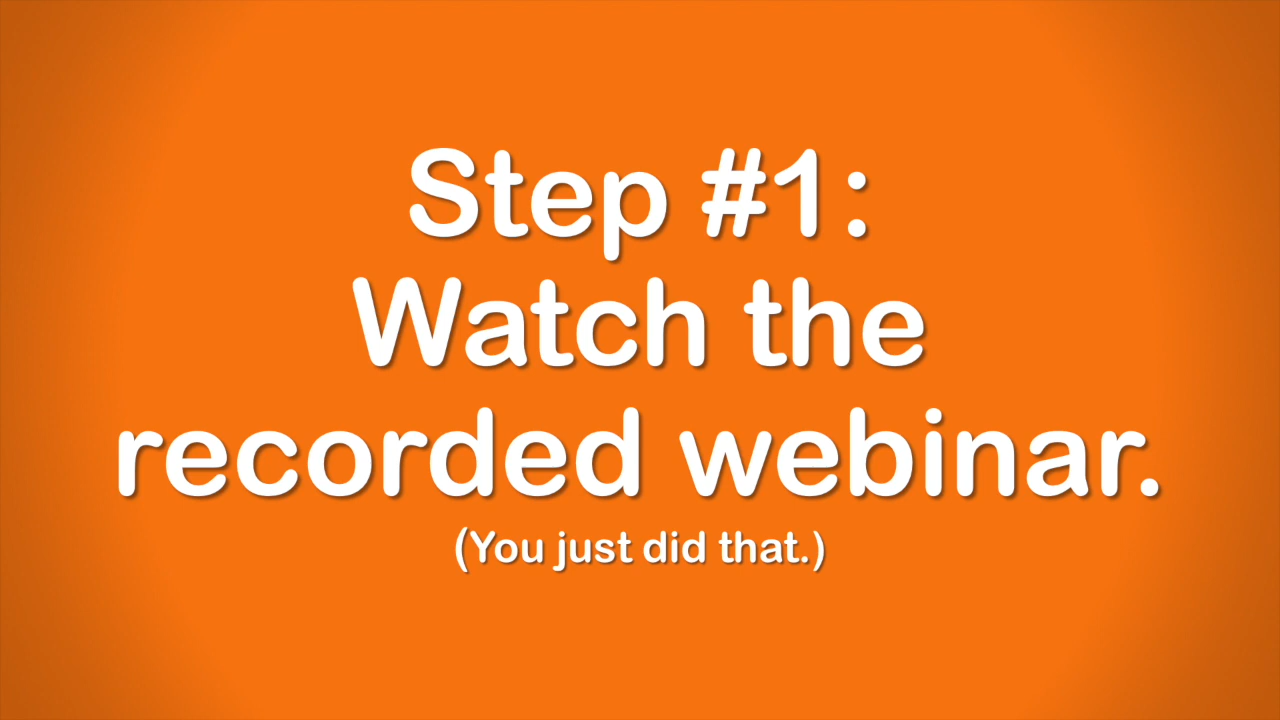 Step #1:
Watch the
recorded webinar.
(You just did that.)